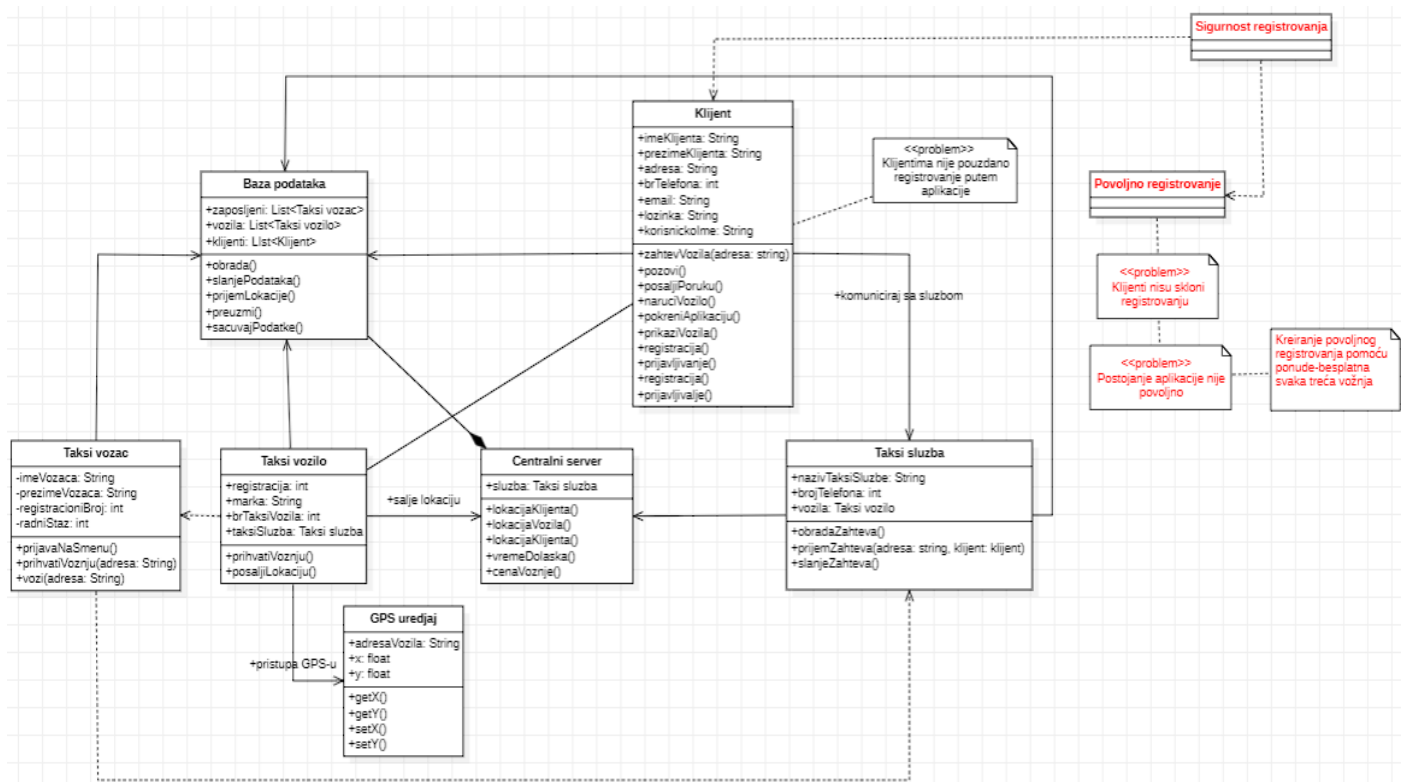 Sigurnost registrovanja
Klijent
+imeKlijenta: String
+prezimeKlijenta: String
+adresa: String
+brTelefona: int
+email: String
+lozinka: String
+korisnickoIme: String
+zahtevVozila(adresa: string)
+pozovi()
+posaljiPoruku()
+naruciVozilo()
+pokreniAplikaciju()
+prikaziVozila()
+registracija()
+prijavljivanje()
+registracija()
+prijavljivalje()
<<problem>>
Klijentima nije pouzdano
registrovanje putem
aplikacije
Baza podataka
+zaposljeni: List<Taksi vozac>
+vozila: List<Taksi vozilo>
+klijenti: LIst<Klijent>
+obrada()
+slanjePodataka()
+prijemLokacije()
+preuzmi()
+sacuvajPodatke()
Povoljno registrovanje
<<problem>>
Klijenti nisu skloni
registrovanju
+komuniciraj sa sluzbom
<<problem>>
Postojanje aplikacije nije
povoljno
Kreiranje povoljnog
registrovanja pomoću
ponude-besplatna
svaka treća vožnja
Taksi vozac
-imeVozaca: String
-prezimeVozaca: String
-registracioniBroj: int
-radniStaz: int
+prijavaNaSmenu()
+prihvatiVoznju(adresa: String)
+vozi(adresa: String)
Taksi vozilo
+registracija: int
+marka: String
+brTaksiVozila: int
+taksiSluzba: Taksi sluzba
+prihvatiVoznju()
+posaljiLokaciju()
+salje lokaciju
Centralni server
+sluzba: Taksi sluzba
+lokacijaKlijenta()
+lokacijaVozila()
+lokacijaKlijenta()
+vremeDolaska()
+cenaVoznje()
Taksi sluzba
+nazivTaksiSluzbe: String
+brojTelefona: int
+vozila: Taksi vozilo
+obradaZahteva()
+prijemZahteva(adresa: string, klijent: klijent)
+slanjeZahteva()
+pristupa GPS-u
GPS uredjaj
+adresaVozila: String
+x: float
+y: float
+getX()
+getY()
+setX()
+setY()